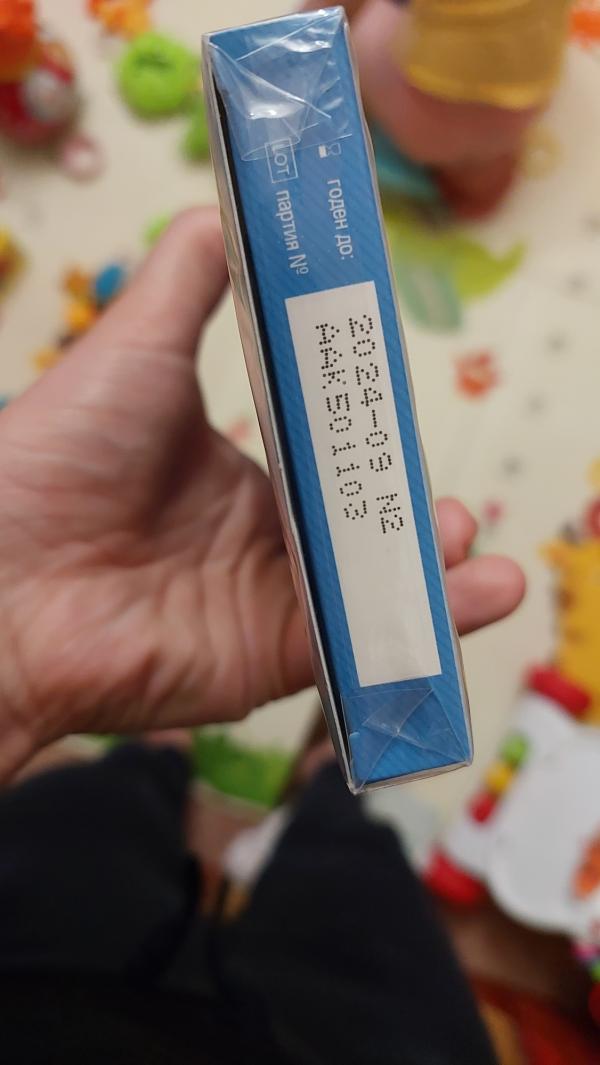 годен до:
LOT партия №
2024-09 N2
AAK501103